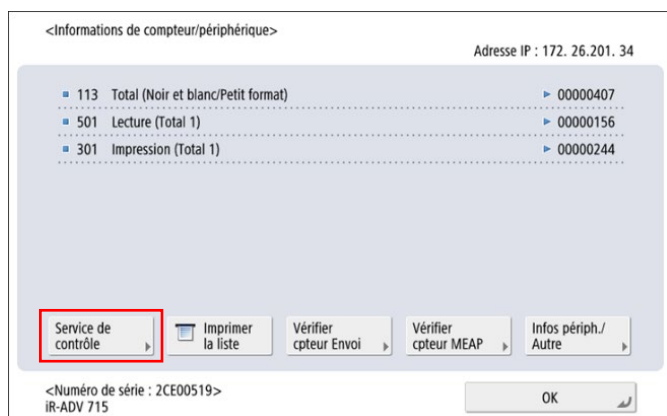 <Informations de compteur/périphérique>
Adresse IP : 172. 26.201. 34
113 Total (Noir et blanc/Petit format) 00000407
501 Lecture (Total 1) 00000156
301 Impression (Total 1) 00000244
Service de
contrôle
Imprimer
la liste
Vérifier
cpteur Envoi
Vérifier
cpteur MEAP
Infos périph./
Autre
<Numéro de série : 2CE00519>
iR-ADV 715
OK